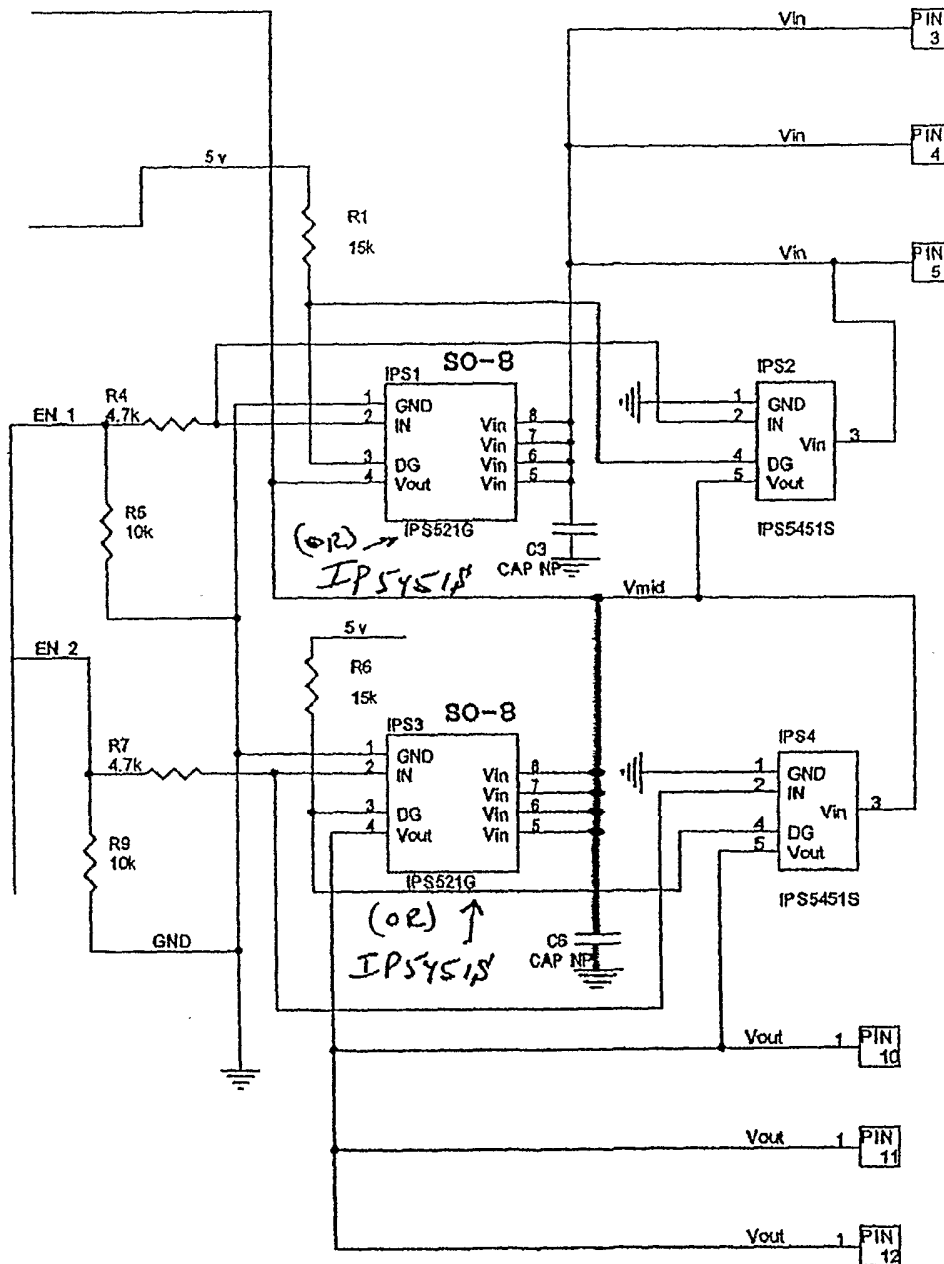 Vin
PIN
3
Vin
PIN
4
5 v
R1
15k
Vin
PIN
5
SO-8
IPS1
IPS2
R4
4.7k
EN_1
1 GND
2 IN
3 DG
4 Vout
Vin 8
Vin 7
Vin 6
Vin 5
1 GND
2 IN
Vin 3
4 DG
5 Vout
R5
10k
IPS521G
IPS5451S
(OR)
IPS5451S
C3
CAP NP
Vmid
EN_2
5 v
R6
15k
SO-8
IPS3
IPS4
R7
4.7k
1 GND
2 IN
3 DG
4 Vout
Vin 8
Vin 7
Vin 6
Vin 5
1 GND
2 IN
Vin 3
4 DG
5 Vout
R9
10k
IPS521G
IPS5451S
(OR)
IPS5451S
GND
C6
CAP NP
Vout 1 PIN
10
Vout 1 PIN
11
Vout 1 PIN
12